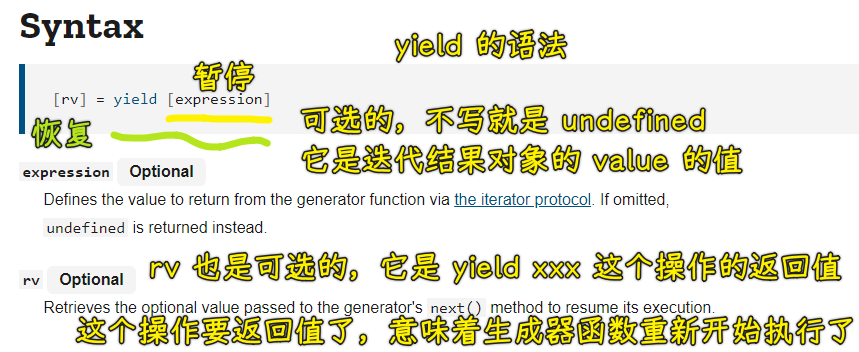 Syntax
yield 的语法
暂停
[rv] = yield [expression]
恢复
可选的，不写就是 undefined
它是迭代结果对象的 value 的值
expression Optional
Defines the value to return from the generator function via the iterator protocol. If omitted,
undefined is returned instead.
rv Optional
rv 也是可选的，它是 yield xxx 这个操作的返回值
Retrieves the optional value passed to the generator's next() method to resume its execution.
这个操作要返回值了，意味着生成器函数重新开始执行了